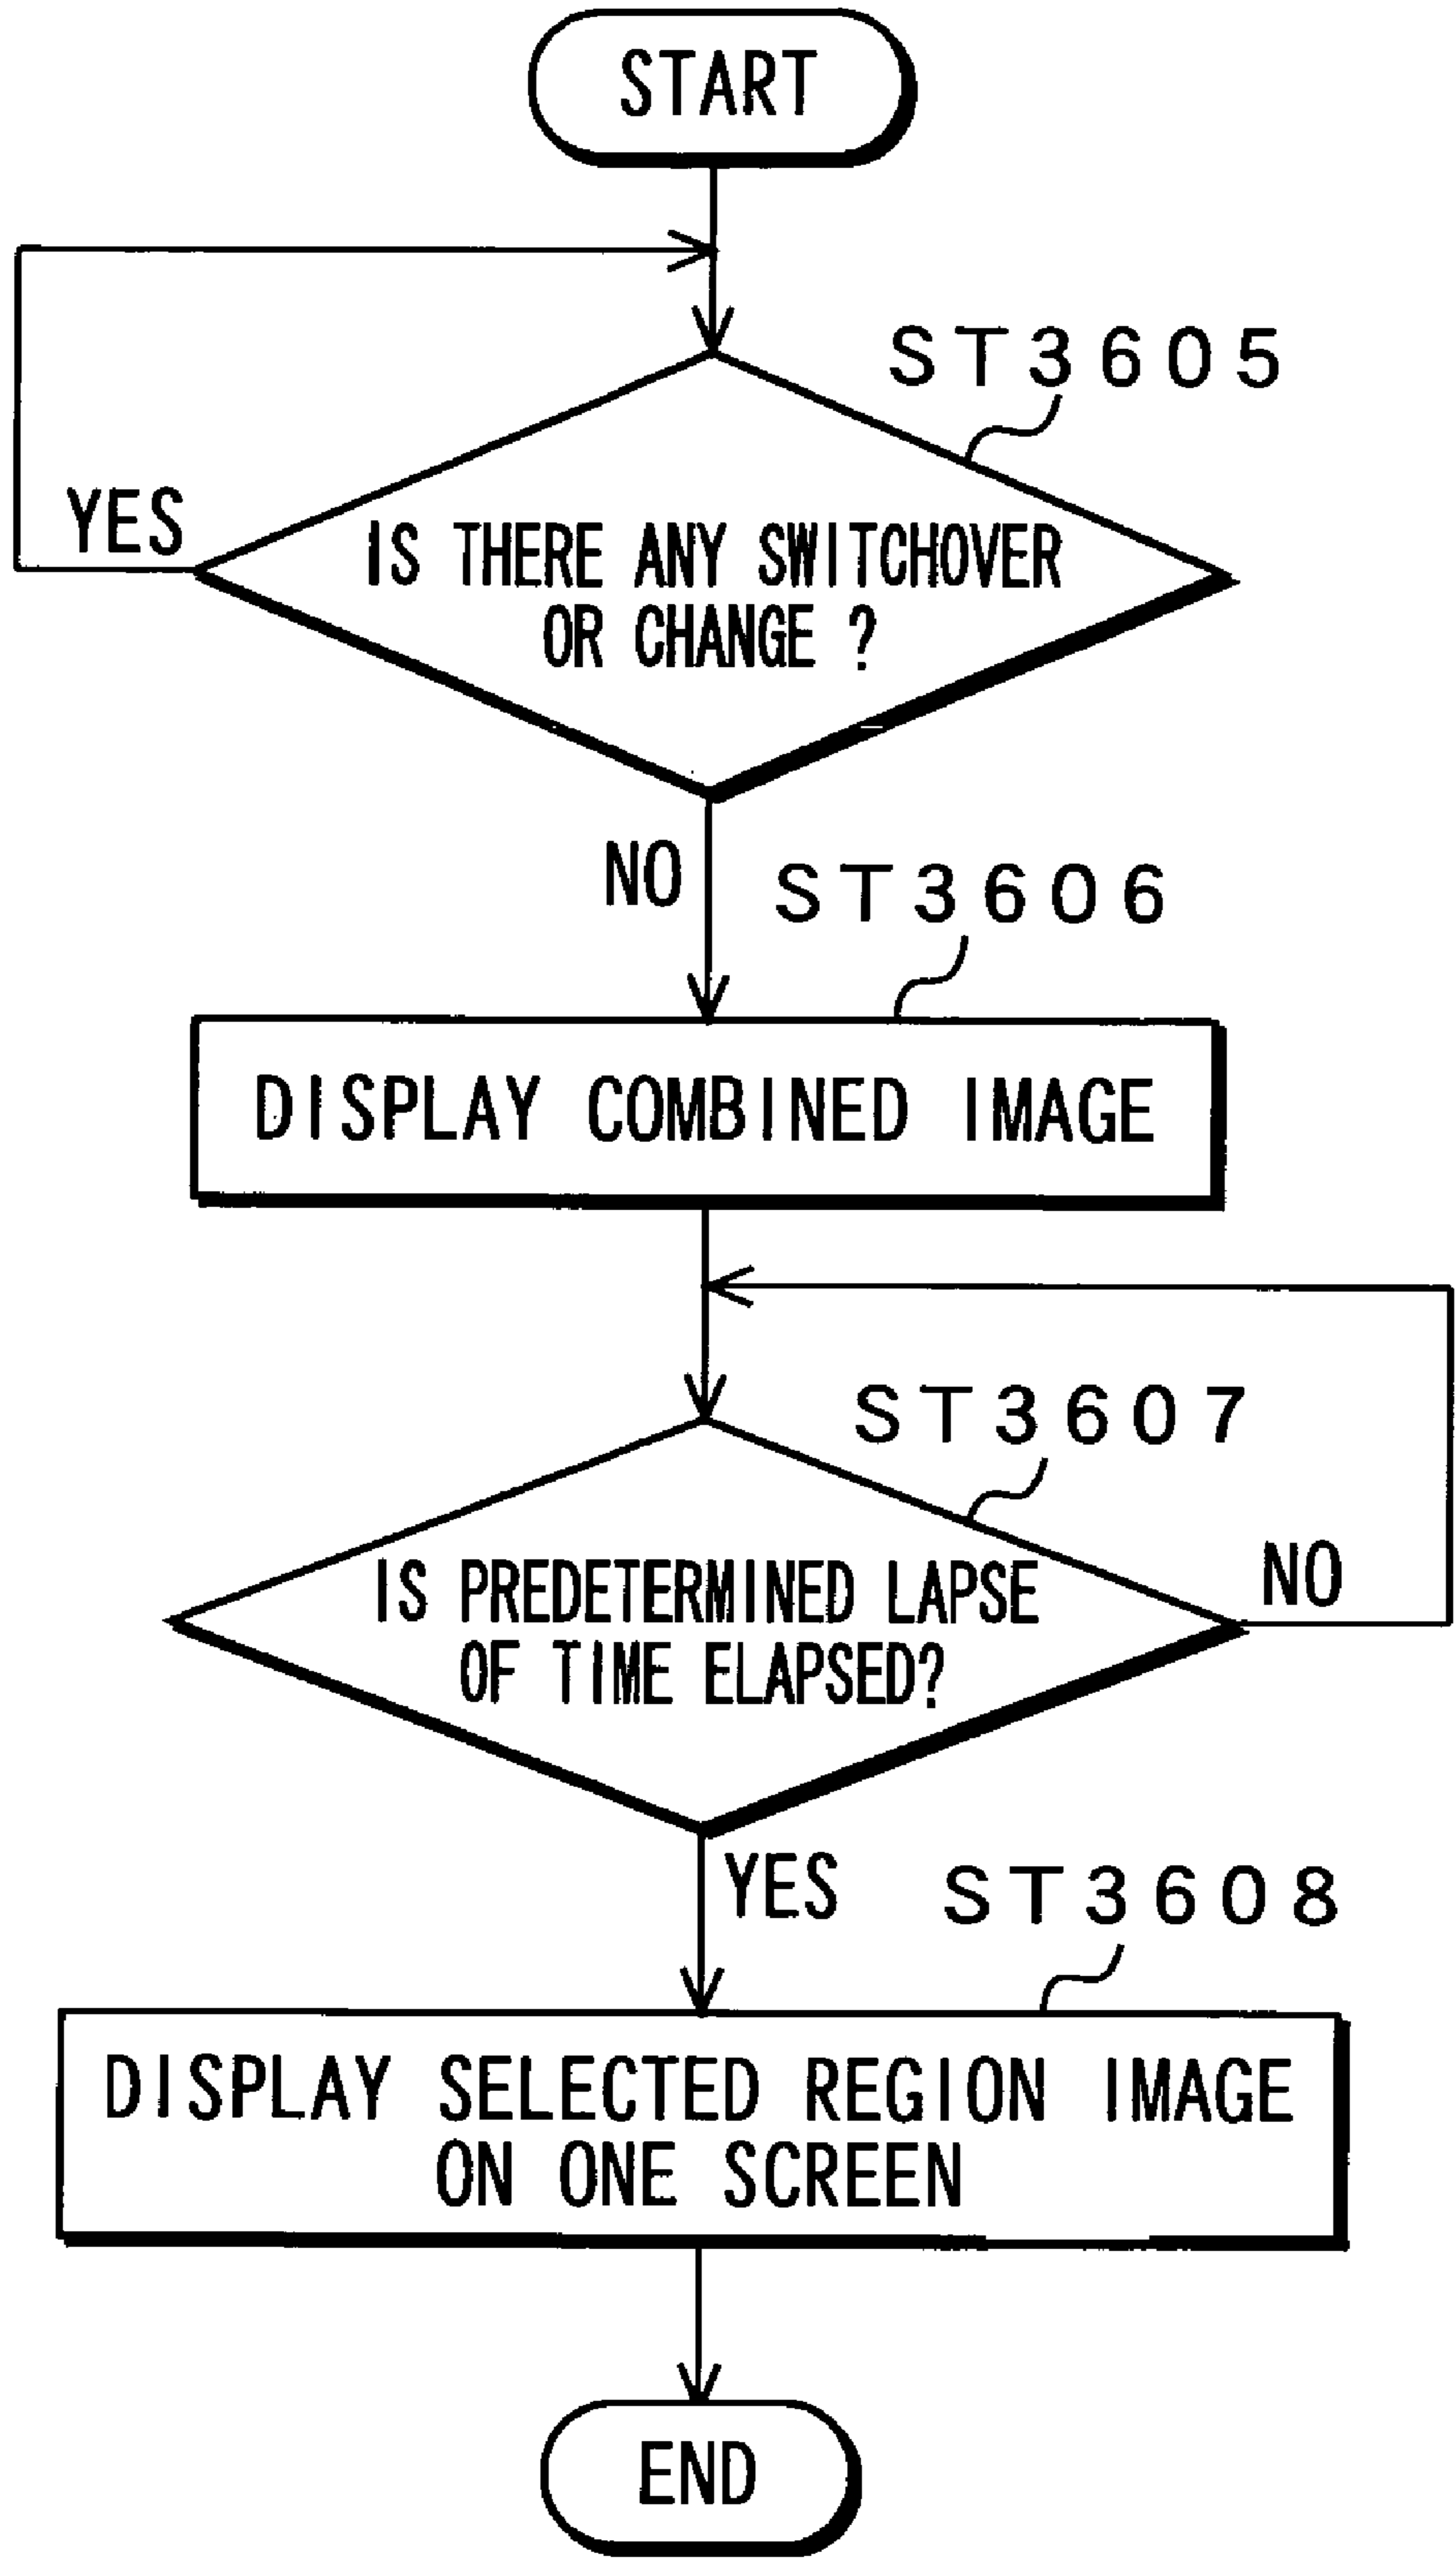 START
ST3605
YES
IS THERE ANY SWITCHOVER
OR CHANGE ?
NO
ST3606
DISPLAY COMBINED IMAGE
ST3607
NO
IS PREDETERMINED LAPSE
OF TIME ELAPSED?
YES
ST3608
DISPLAY SELECTED REGION IMAGE
ON ONE SCREEN
END